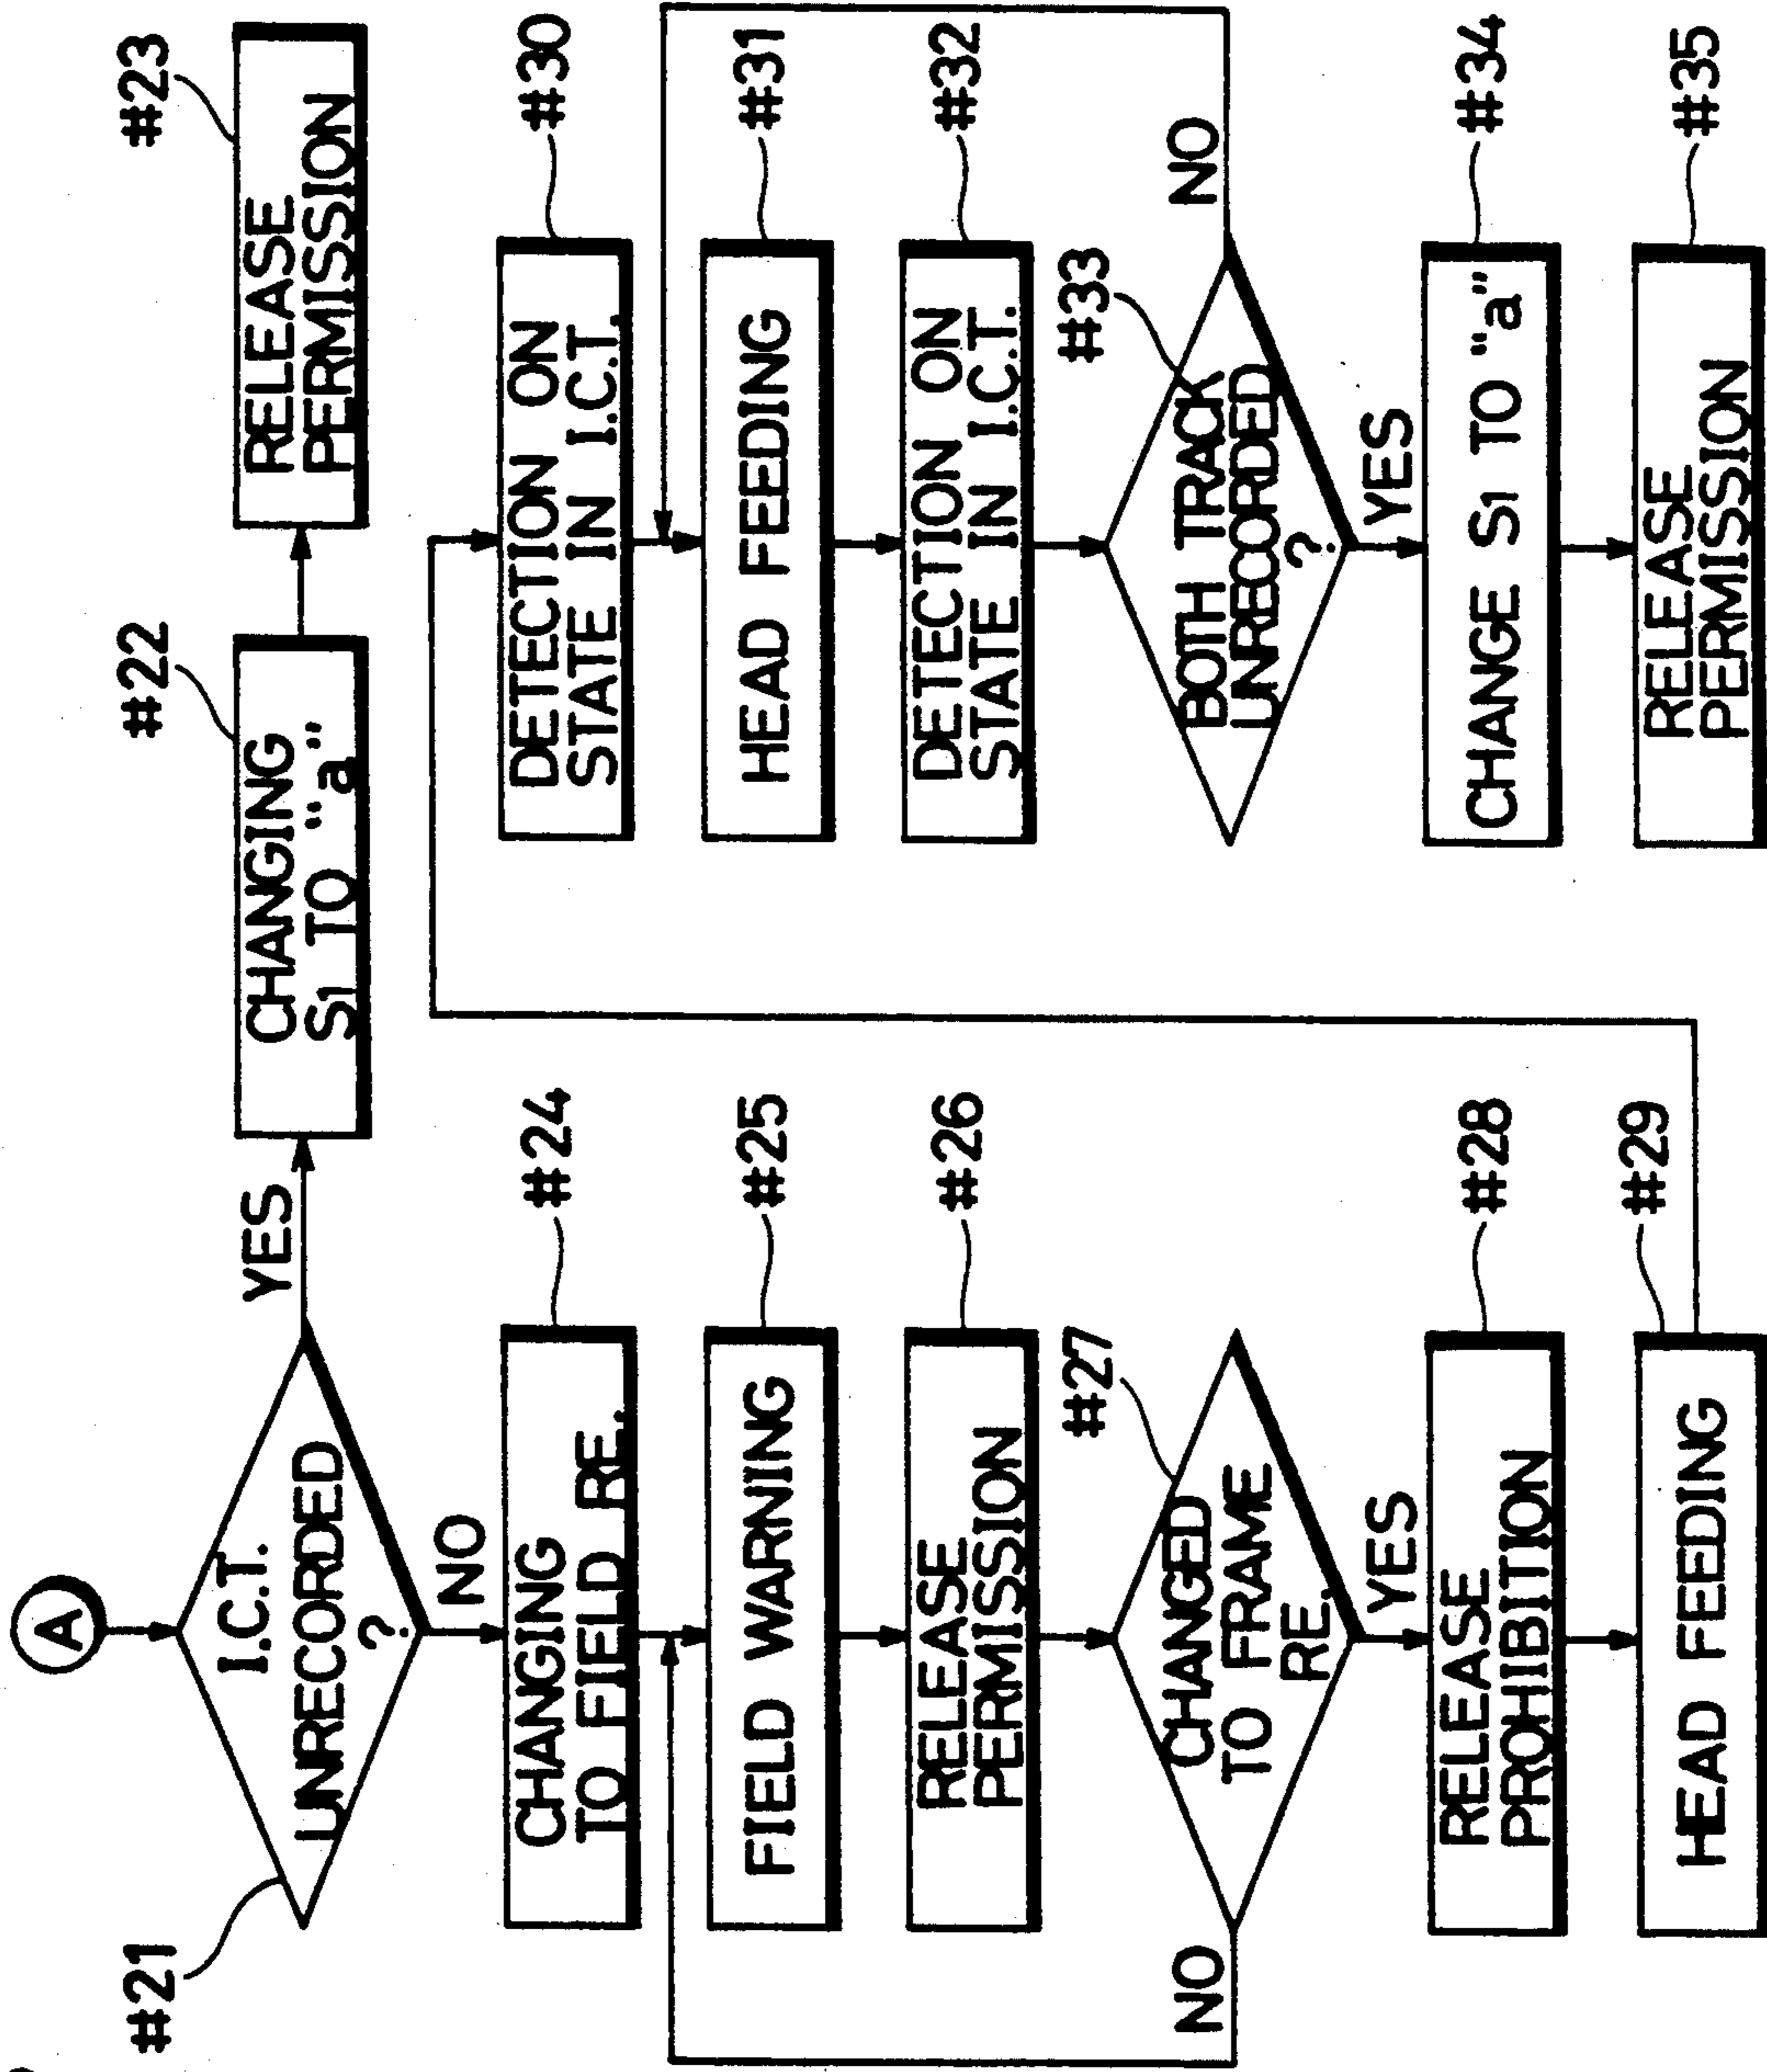 A
#21
I.C.T.
UNRECORDED
?
YES
NO
#22
CHANGING
S1 TO "a"
#23
RELEASE
PERMISSION
#24
CHANGING
TO FIELD RE.
#25
FIELD WARNING
#26
RELEASE
PERMISSION
#27
CHANGED
TO FRAME
RE.
NO
YES
#28
RELEASE
PROHIBITION
#29
HEAD FEEDING
#30
DETECTION ON
STATE IN I.C.T.
#31
HEAD FEEDING
#32
DETECTION ON
STATE IN I.C.T.
#33
BOTH TRACK
UNRECORDED
?
NO
YES
#34
CHANGE S1 TO "a"
#35
RELEASE
PERMISSION